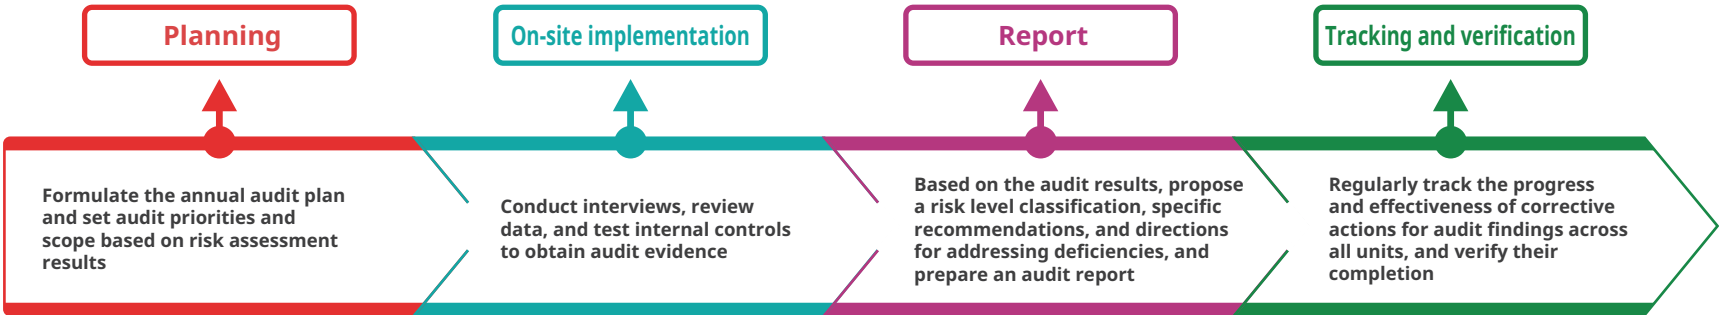 Planning
Formulate the annual audit plan
and set audit priorities and
scope based on risk assessment
results
On-site implementation
Conduct interviews, review
data, and test internal controls
to obtain audit evidence
Report
Based on the audit results, propose
a risk level classification, specific
recommendations, and directions
for addressing deficiencies, and
prepare an audit report
Tracking and verification
Regularly track the progress
and effectiveness of corrective
actions for audit findings across
all units, and verify their
completion